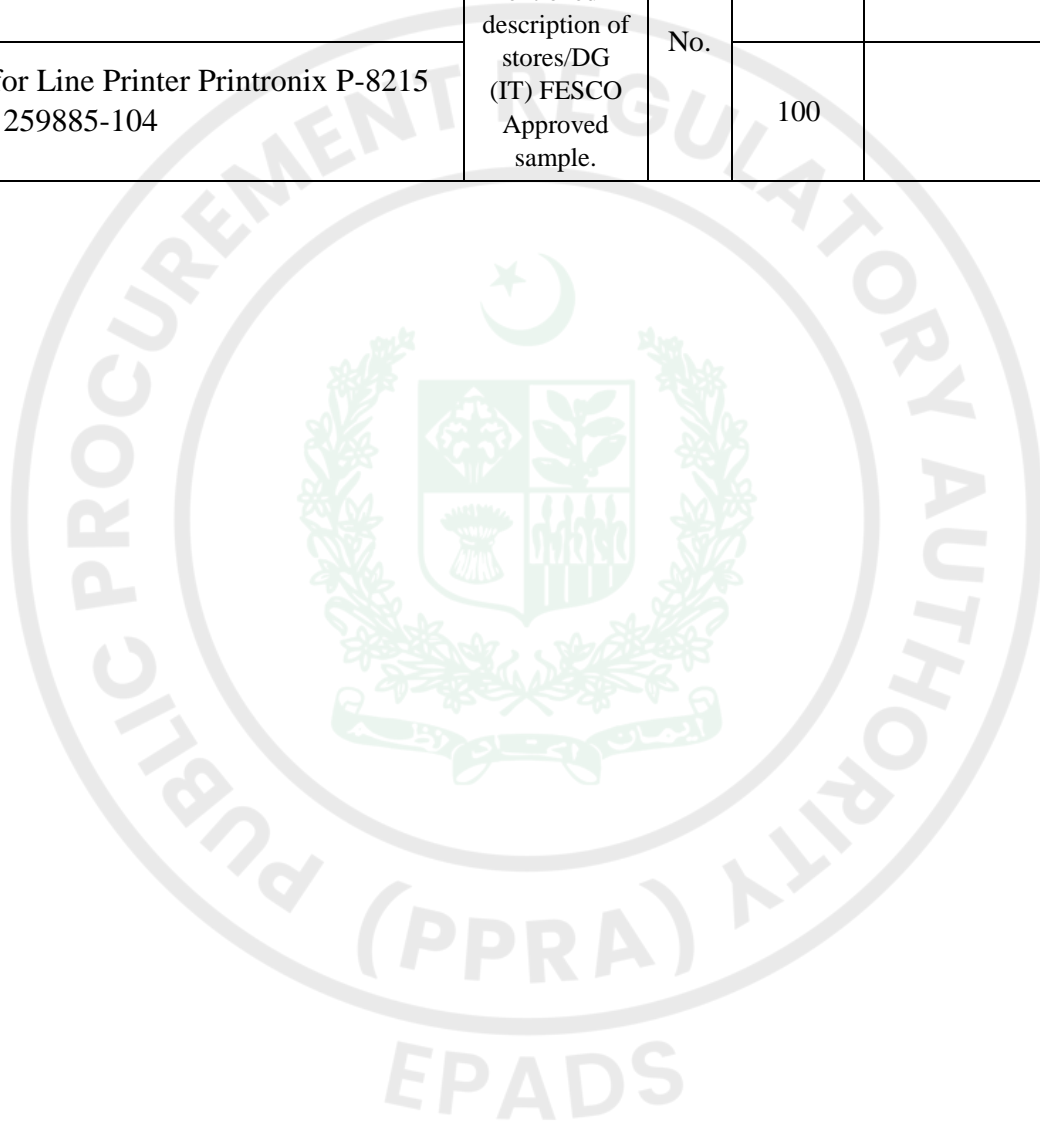 for Line Printer Printronix P-8215
259885-104
description of
stores/DG
(IT) FESCO
Approved
sample.
No.
100
PUBLIC PROCUREMENT REGULATORY AUTHORITY
(PPRA)
EPADS